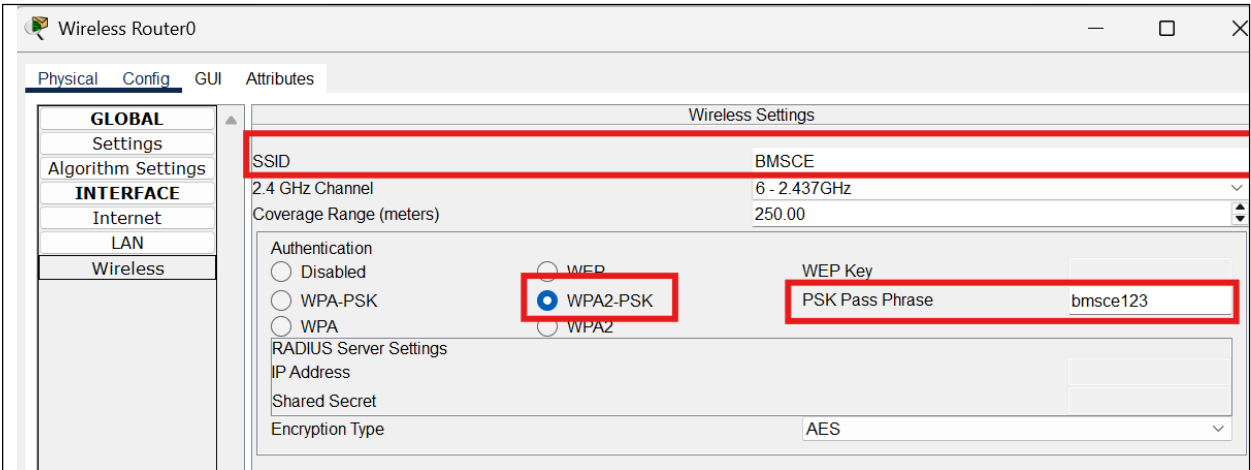 Wireless Router0
Physical Config GUI Attributes
GLOBAL
Settings
Algorithm Settings
INTERFACE
Internet
LAN
Wireless
Wireless Settings
SSID BMSCE
2.4 GHz Channel 6 - 2.437GHz
Coverage Range (meters) 250.00
Authentication
Disabled WEP WEP Key
WPA-PSK WPA2-PSK PSK Pass Phrase bmsce123
WPA WPA2
RADIUS Server Settings
IP Address
Shared Secret
Encryption Type AES